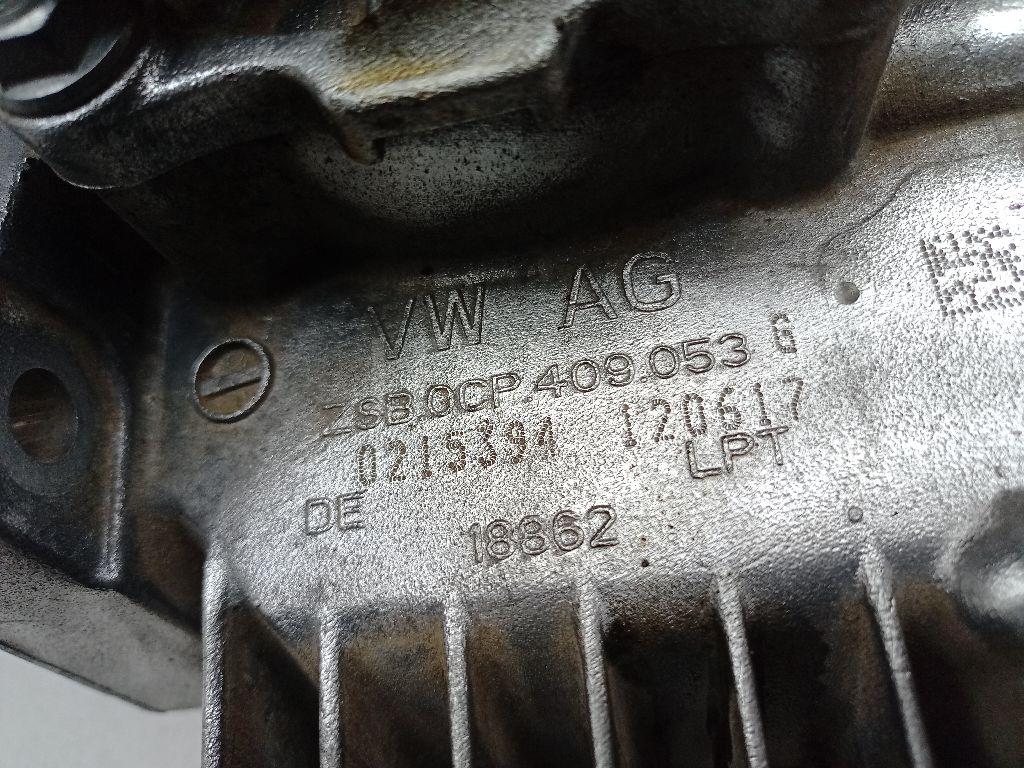 VW AG
ZSB.0CP.409.053 G
0215394 120617
DE LPT
18862